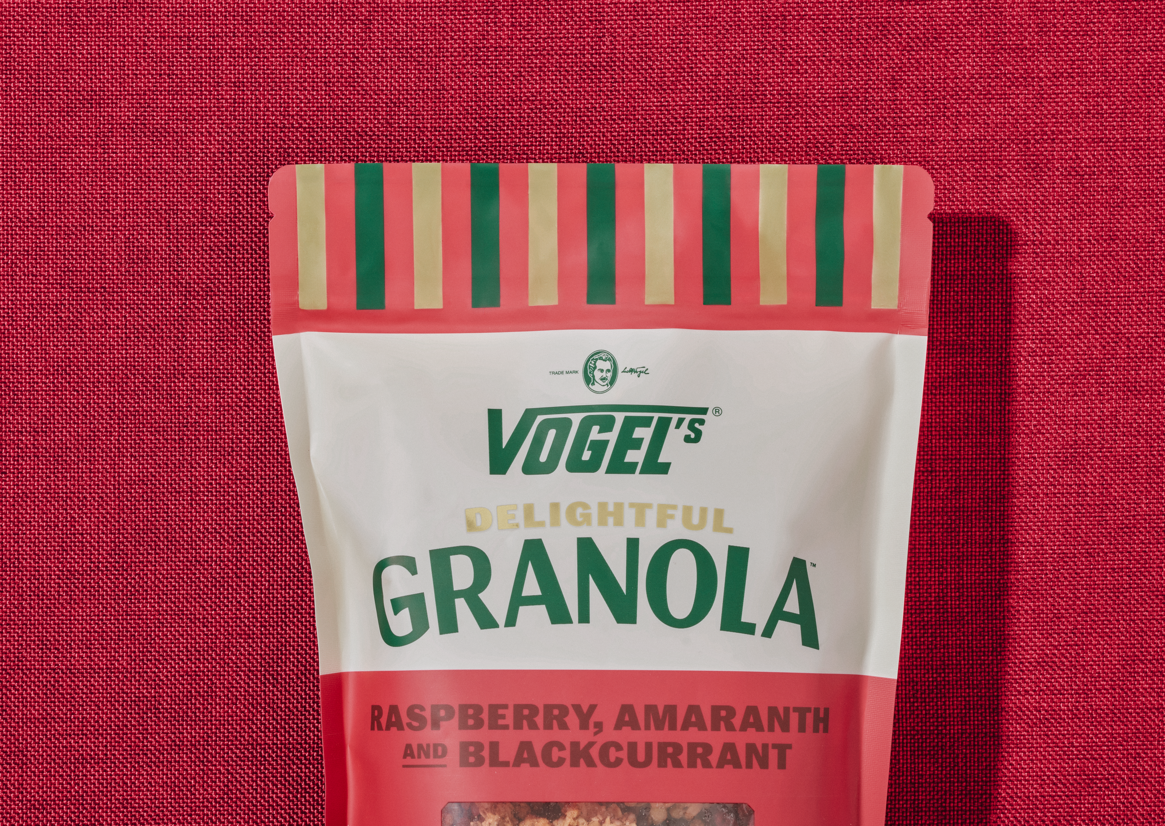 TRADE MARK
VOGEL'S®
DELIGHTFUL
GRANOLA™
RASPBERRY, AMARANTH
AND BLACKCURRANT